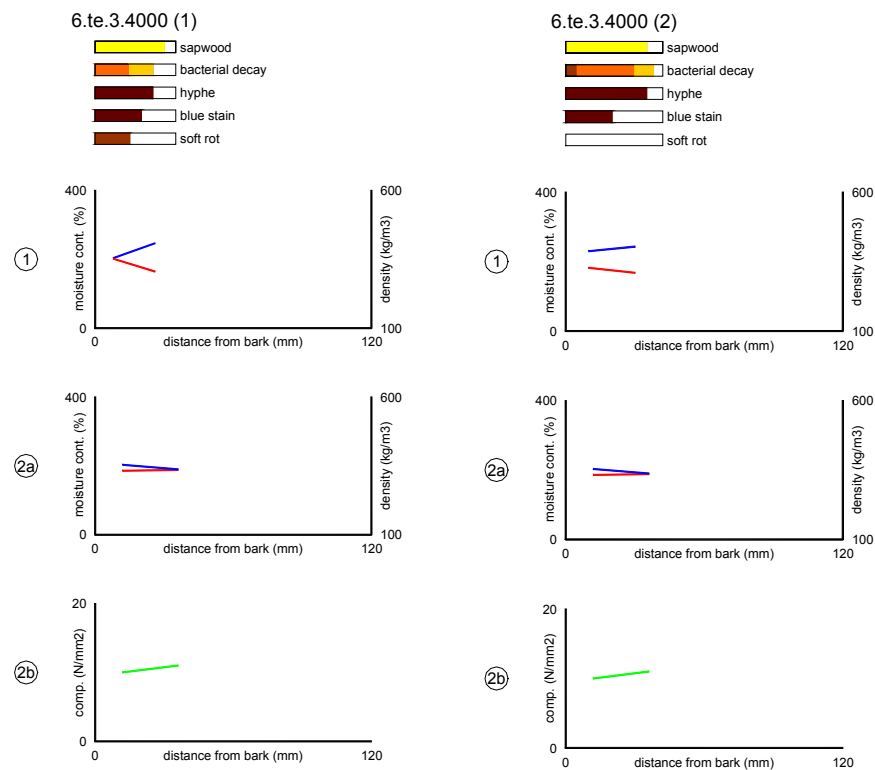 6.te.3.4000 (1)
sapwood
bacterial decay
hyphe
blue stain
soft rot
400
600
moisture cont. (%)
density (kg/m3)
1
0
100
0
distance from bark (mm)
120
400
600
moisture cont. (%)
density (kg/m3)
2a
0
100
0
distance from bark (mm)
120
20
comp. (N/mm2)
2b
0
0
distance from bark (mm)
120
6.te.3.4000 (2)
sapwood
bacterial decay
hyphe
blue stain
soft rot
400
600
moisture cont. (%)
density (kg/m3)
1
0
100
0
distance from bark (mm)
120
400
600
moisture cont. (%)
density (kg/m3)
2a
0
100
0
distance from bark (mm)
120
20
comp. (N/mm2)
2b
0
0
distance from bark (mm)
120